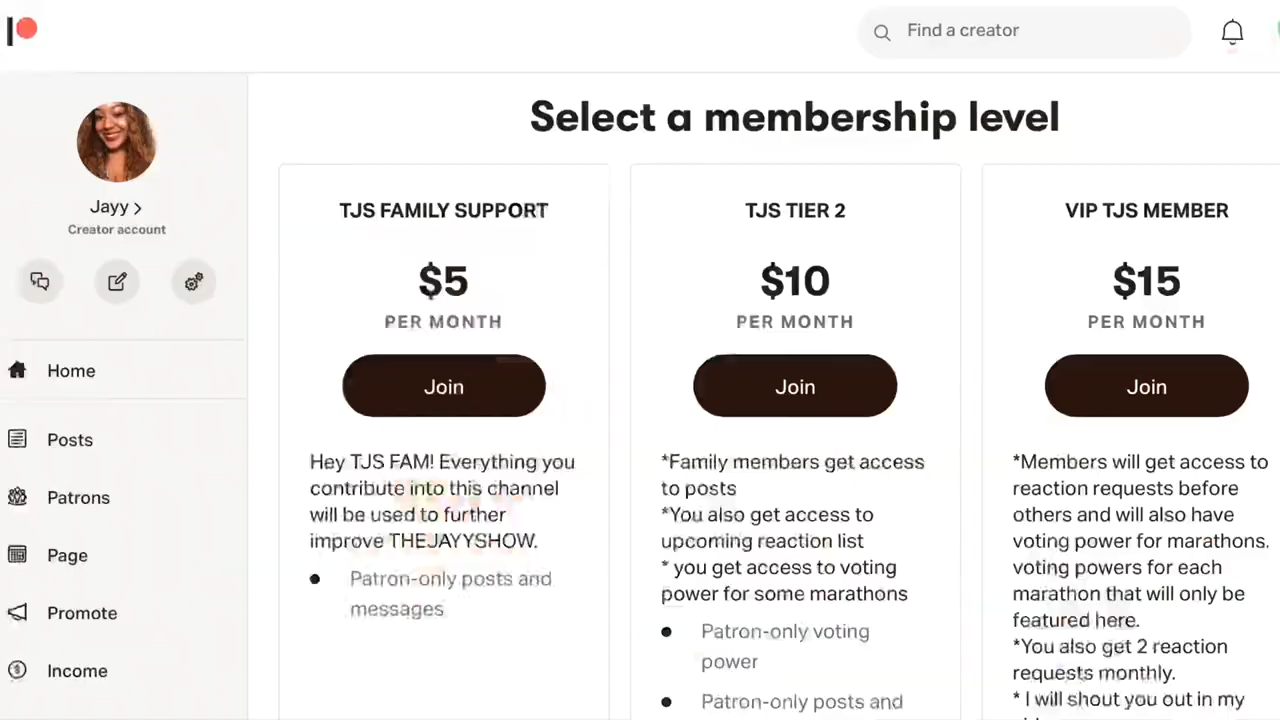 Find a creator
Jayy >
Creator account
Home
Posts
Patrons
Page
Promote
Income
Select a membership level
TJS FAMILY SUPPORT
$5
PER MONTH
Join
Hey TJS FAM! Everything you
contribute into this channel
will be used to further
improve THEJAYYSHOW.
Patron-only posts and
messages
TJS TIER 2
$10
PER MONTH
Join
*Family members get access
to posts
*You also get access to
upcoming reaction list
* you get access to voting
power for some marathons
Patron-only voting
power
Patron-only posts and
VIP TJS MEMBER
$15
PER MONTH
Join
*Members will get access to
reaction requests before
others and will also have
voting power for marathons.
voting powers for each
marathon that will only be
featured here.
*You also get 2 reaction
requests monthly.
* I will shout you out in my